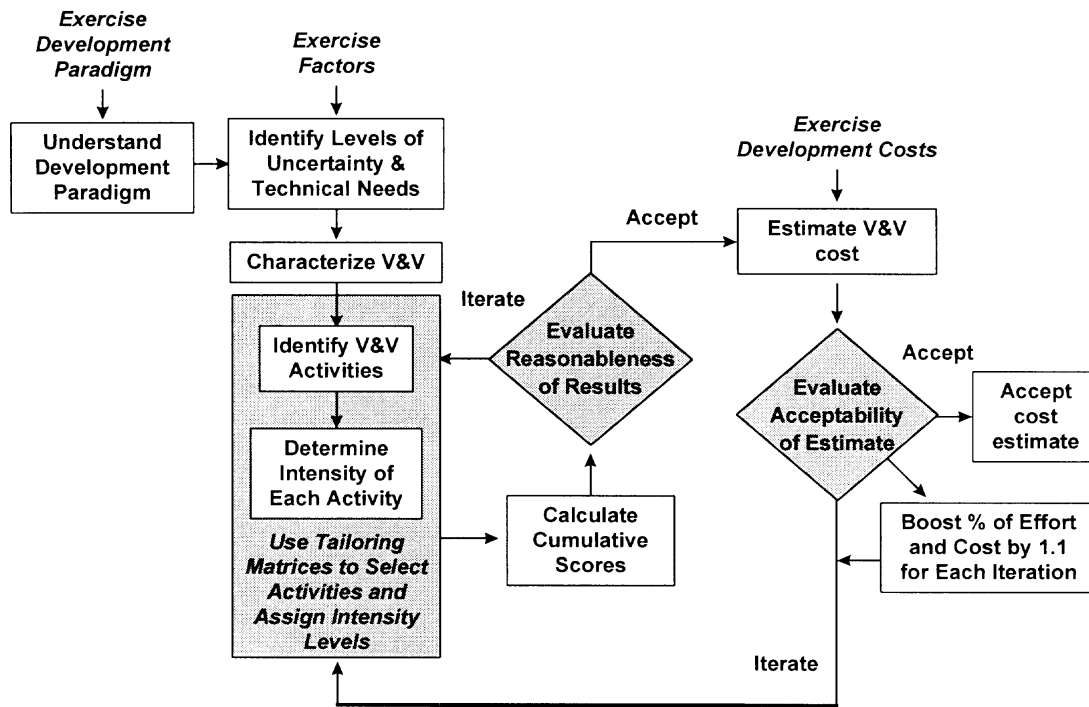 Exercise
Development
Paradigm
Exercise
Factors
Understand
Development
Paradigm
Identify Levels of
Uncertainty &
Technical Needs
Characterize V&V
Identify V&V
Activities
Determine
Intensity of
Each Activity
Use Tailoring
Matrices to Select
Activities and
Assign Intensity
Levels
Calculate
Cumulative
Scores
Iterate
Evaluate
Reasonableness
of Results
Accept
Exercise
Development Costs
Estimate V&V
cost
Evaluate
Acceptability
of Estimate
Accept
Accept
cost
estimate
Boost % of Effort
and Cost by 1.1
for Each Iteration
Iterate